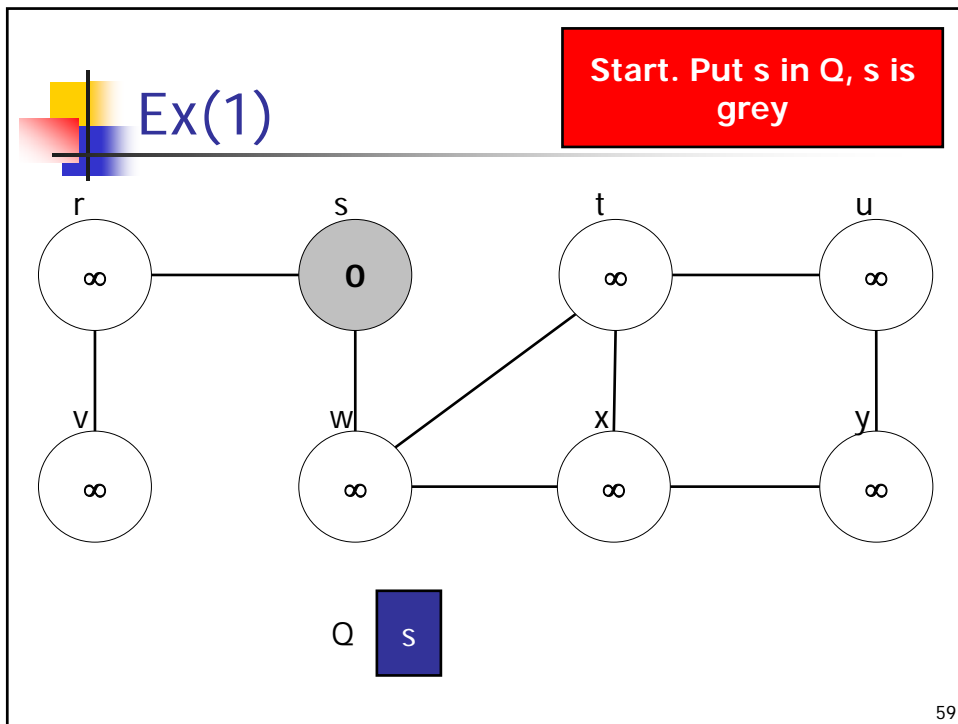 Ex(1)
Start. Put s in Q, s is
grey
r s t u
∞ 0 ∞ ∞
v w x y
∞ ∞ ∞ ∞
Q s
59